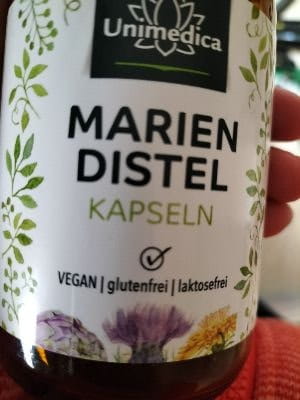 Unimedica
MARIEN
DISTEL
KAPSELN
VEGAN | glutenfrei | laktosefrei